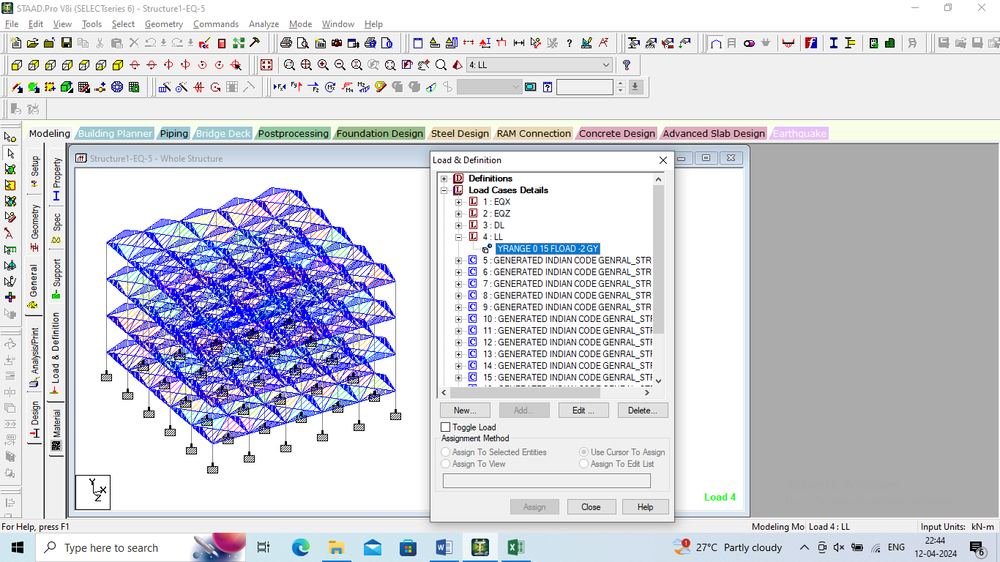 STAAD.Pro V8i (SELECTseries 6) - Structure1-EQ-5
File Edit View Tools Select Geometry Commands Analyze Mode Window Help
4: LL
Modeling Building Planner Piping Bridge Deck Postprocessing Foundation Design Steel Design RAM Connection Concrete Design Advanced Slab Design Earthquake
Setup
Geometry
General
Analysis/Print
Design
Property
Spec
Support
Load & Definition
Material
Structure1-EQ-5 - Whole Structure
Y
X
Z
Load 4
Load & Definition
Definitions
Load Cases Details
1 : EQX
2 : EQZ
3 : DL
4 : LL
YRANGE 0 15 FLOAD -2 GY
5 : GENERATED INDIAN CODE GENRAL_STR
6 : GENERATED INDIAN CODE GENRAL_STR
7 : GENERATED INDIAN CODE GENRAL_STR
8 : GENERATED INDIAN CODE GENRAL_STR
9 : GENERATED INDIAN CODE GENRAL_STR
10 : GENERATED INDIAN CODE GENRAL_STR
11 : GENERATED INDIAN CODE GENRAL_STR
12 : GENERATED INDIAN CODE GENRAL_STR
13 : GENERATED INDIAN CODE GENRAL_STR
14 : GENERATED INDIAN CODE GENRAL_STR
15 : GENERATED INDIAN CODE GENRAL_STR
New... Add... Edit ... Delete...
Toggle Load
Assignment Method
Assign To Selected Entities Use Cursor To Assign
Assign To View Assign To Edit List
Assign Close Help
For Help, press F1 Modeling Mo Load 4 : LL Input Units: kN-m
Type here to search 27°C Partly cloudy ENG 22:44
12-04-2024 6